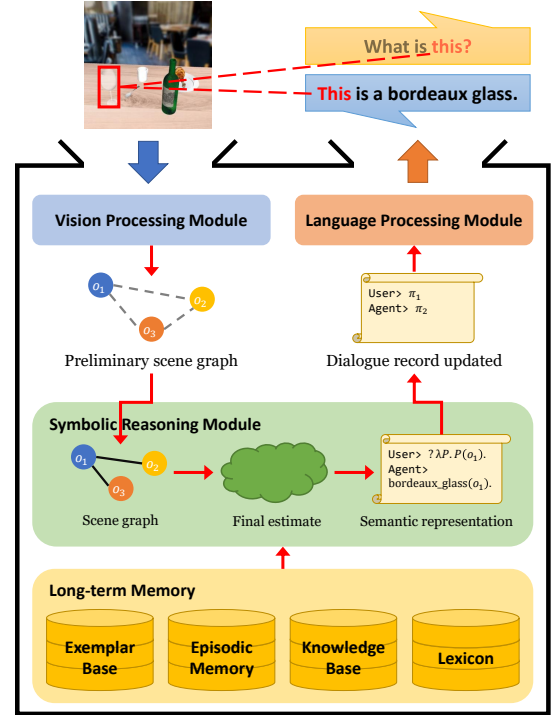 What is this?
This is a bordeaux glass.
Vision Processing Module
Language Processing Module
o₁
o₂
o₃
User> π₁
Agent> π₂
Preliminary scene graph
Dialogue record updated
Symbolic Reasoning Module
o₁
o₂
o₃
User> ?λP.P(o₁).
Agent>
bordeaux_glass(o₁).
Scene graph
Final estimate
Semantic representation
Long-term Memory
Exemplar
Base
Episodic
Memory
Knowledge
Base
Lexicon